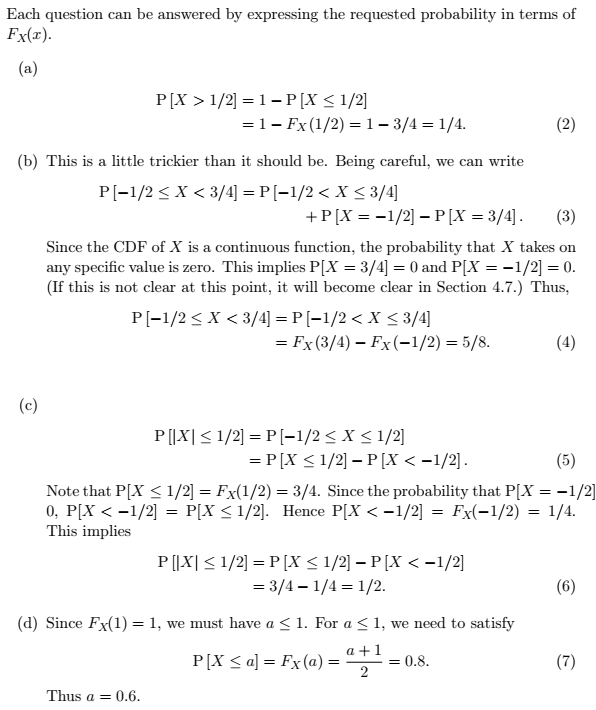 Each question can be answered by expressing the requested probability in terms of
F_X(x).
(a)
P [X > 1/2] = 1 − P [X ≤ 1/2]
= 1 − F_X(1/2) = 1 − 3/4 = 1/4. (2)
(b) This is a little trickier than it should be. Being careful, we can write
P [−1/2 ≤ X < 3/4] = P [−1/2 < X ≤ 3/4]
+ P [X = −1/2] − P [X = 3/4] . (3)
Since the CDF of X is a continuous function, the probability that X takes on
any specific value is zero. This implies P[X = 3/4] = 0 and P[X = −1/2] = 0.
(If this is not clear at this point, it will become clear in Section 4.7.) Thus,
P [−1/2 ≤ X < 3/4] = P [−1/2 < X ≤ 3/4]
= F_X(3/4) − F_X(−1/2) = 5/8. (4)
(c)
P [|X| ≤ 1/2] = P [−1/2 ≤ X ≤ 1/2]
= P [X ≤ 1/2] − P [X < −1/2] . (5)
Note that P[X ≤ 1/2] = F_X(1/2) = 3/4. Since the probability that P[X = −1/2]
0, P[X < −1/2] = P[X ≤ 1/2]. Hence P[X < −1/2] = F_X(−1/2) = 1/4.
This implies
P [|X| ≤ 1/2] = P [X ≤ 1/2] − P [X < −1/2]
= 3/4 − 1/4 = 1/2. (6)
(d) Since F_X(1) = 1, we must have a ≤ 1. For a ≤ 1, we need to satisfy
P [X ≤ a] = F_X(a) = (a + 1)/2 = 0.8. (7)
Thus a = 0.6.